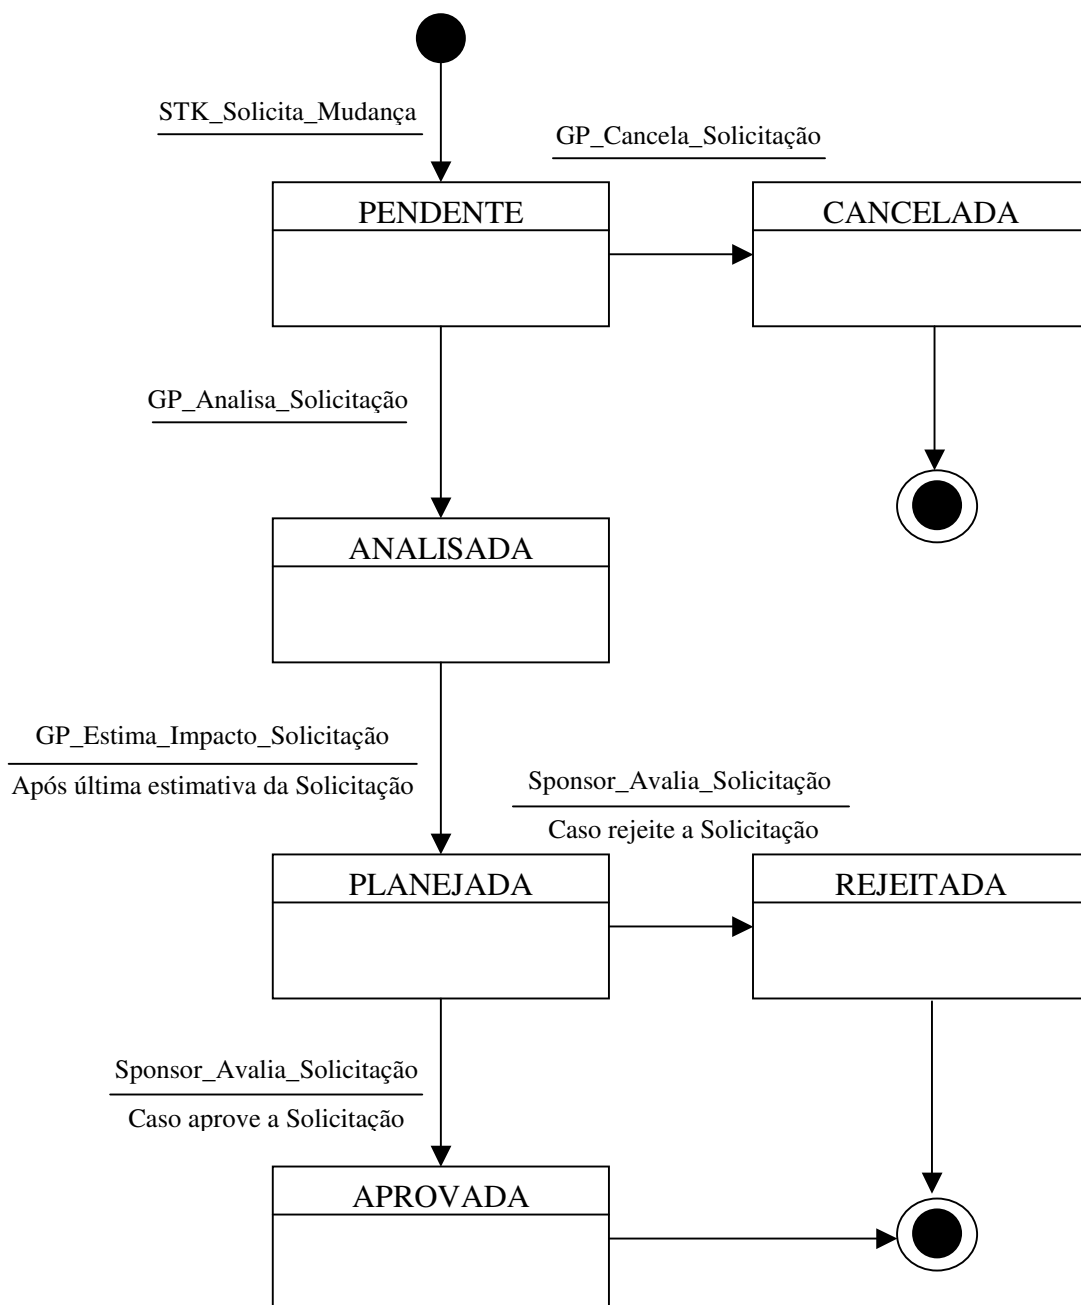 STK_Solicita_Mudança
GP_Cancela_Solicitação
PENDENTE
CANCELADA
GP_Analisa_Solicitação
ANALISADA
GP_Estima_Impacto_Solicitação
Após última estimativa da Solicitação
Sponsor_Avalia_Solicitação
Caso rejeite a Solicitação
PLANEJADA
REJEITADA
Sponsor_Avalia_Solicitação
Caso aprove a Solicitação
APROVADA